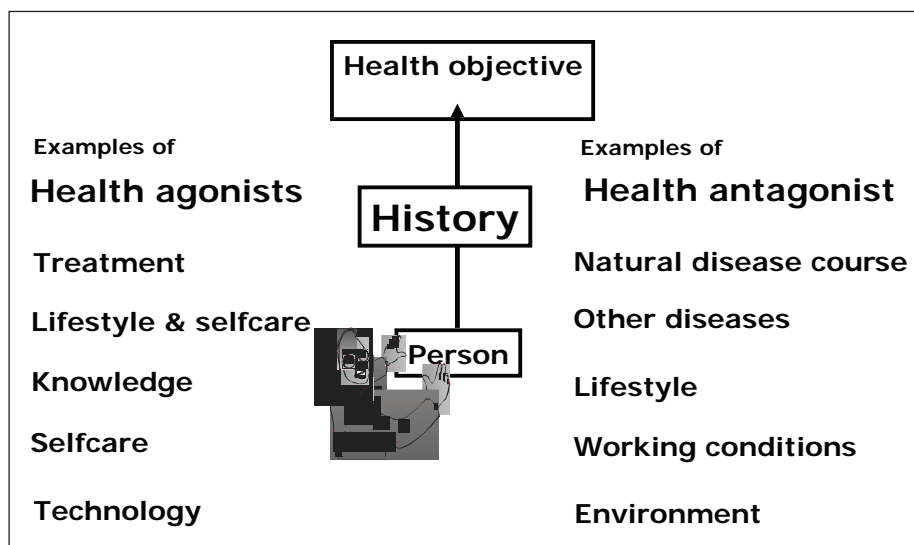 Health objective
Examples of
Health agonists
Treatment
Lifestyle & selfcare
Knowledge
Selfcare
Technology
History
Person
Examples of
Health antagonist
Natural disease course
Other diseases
Lifestyle
Working conditions
Environment